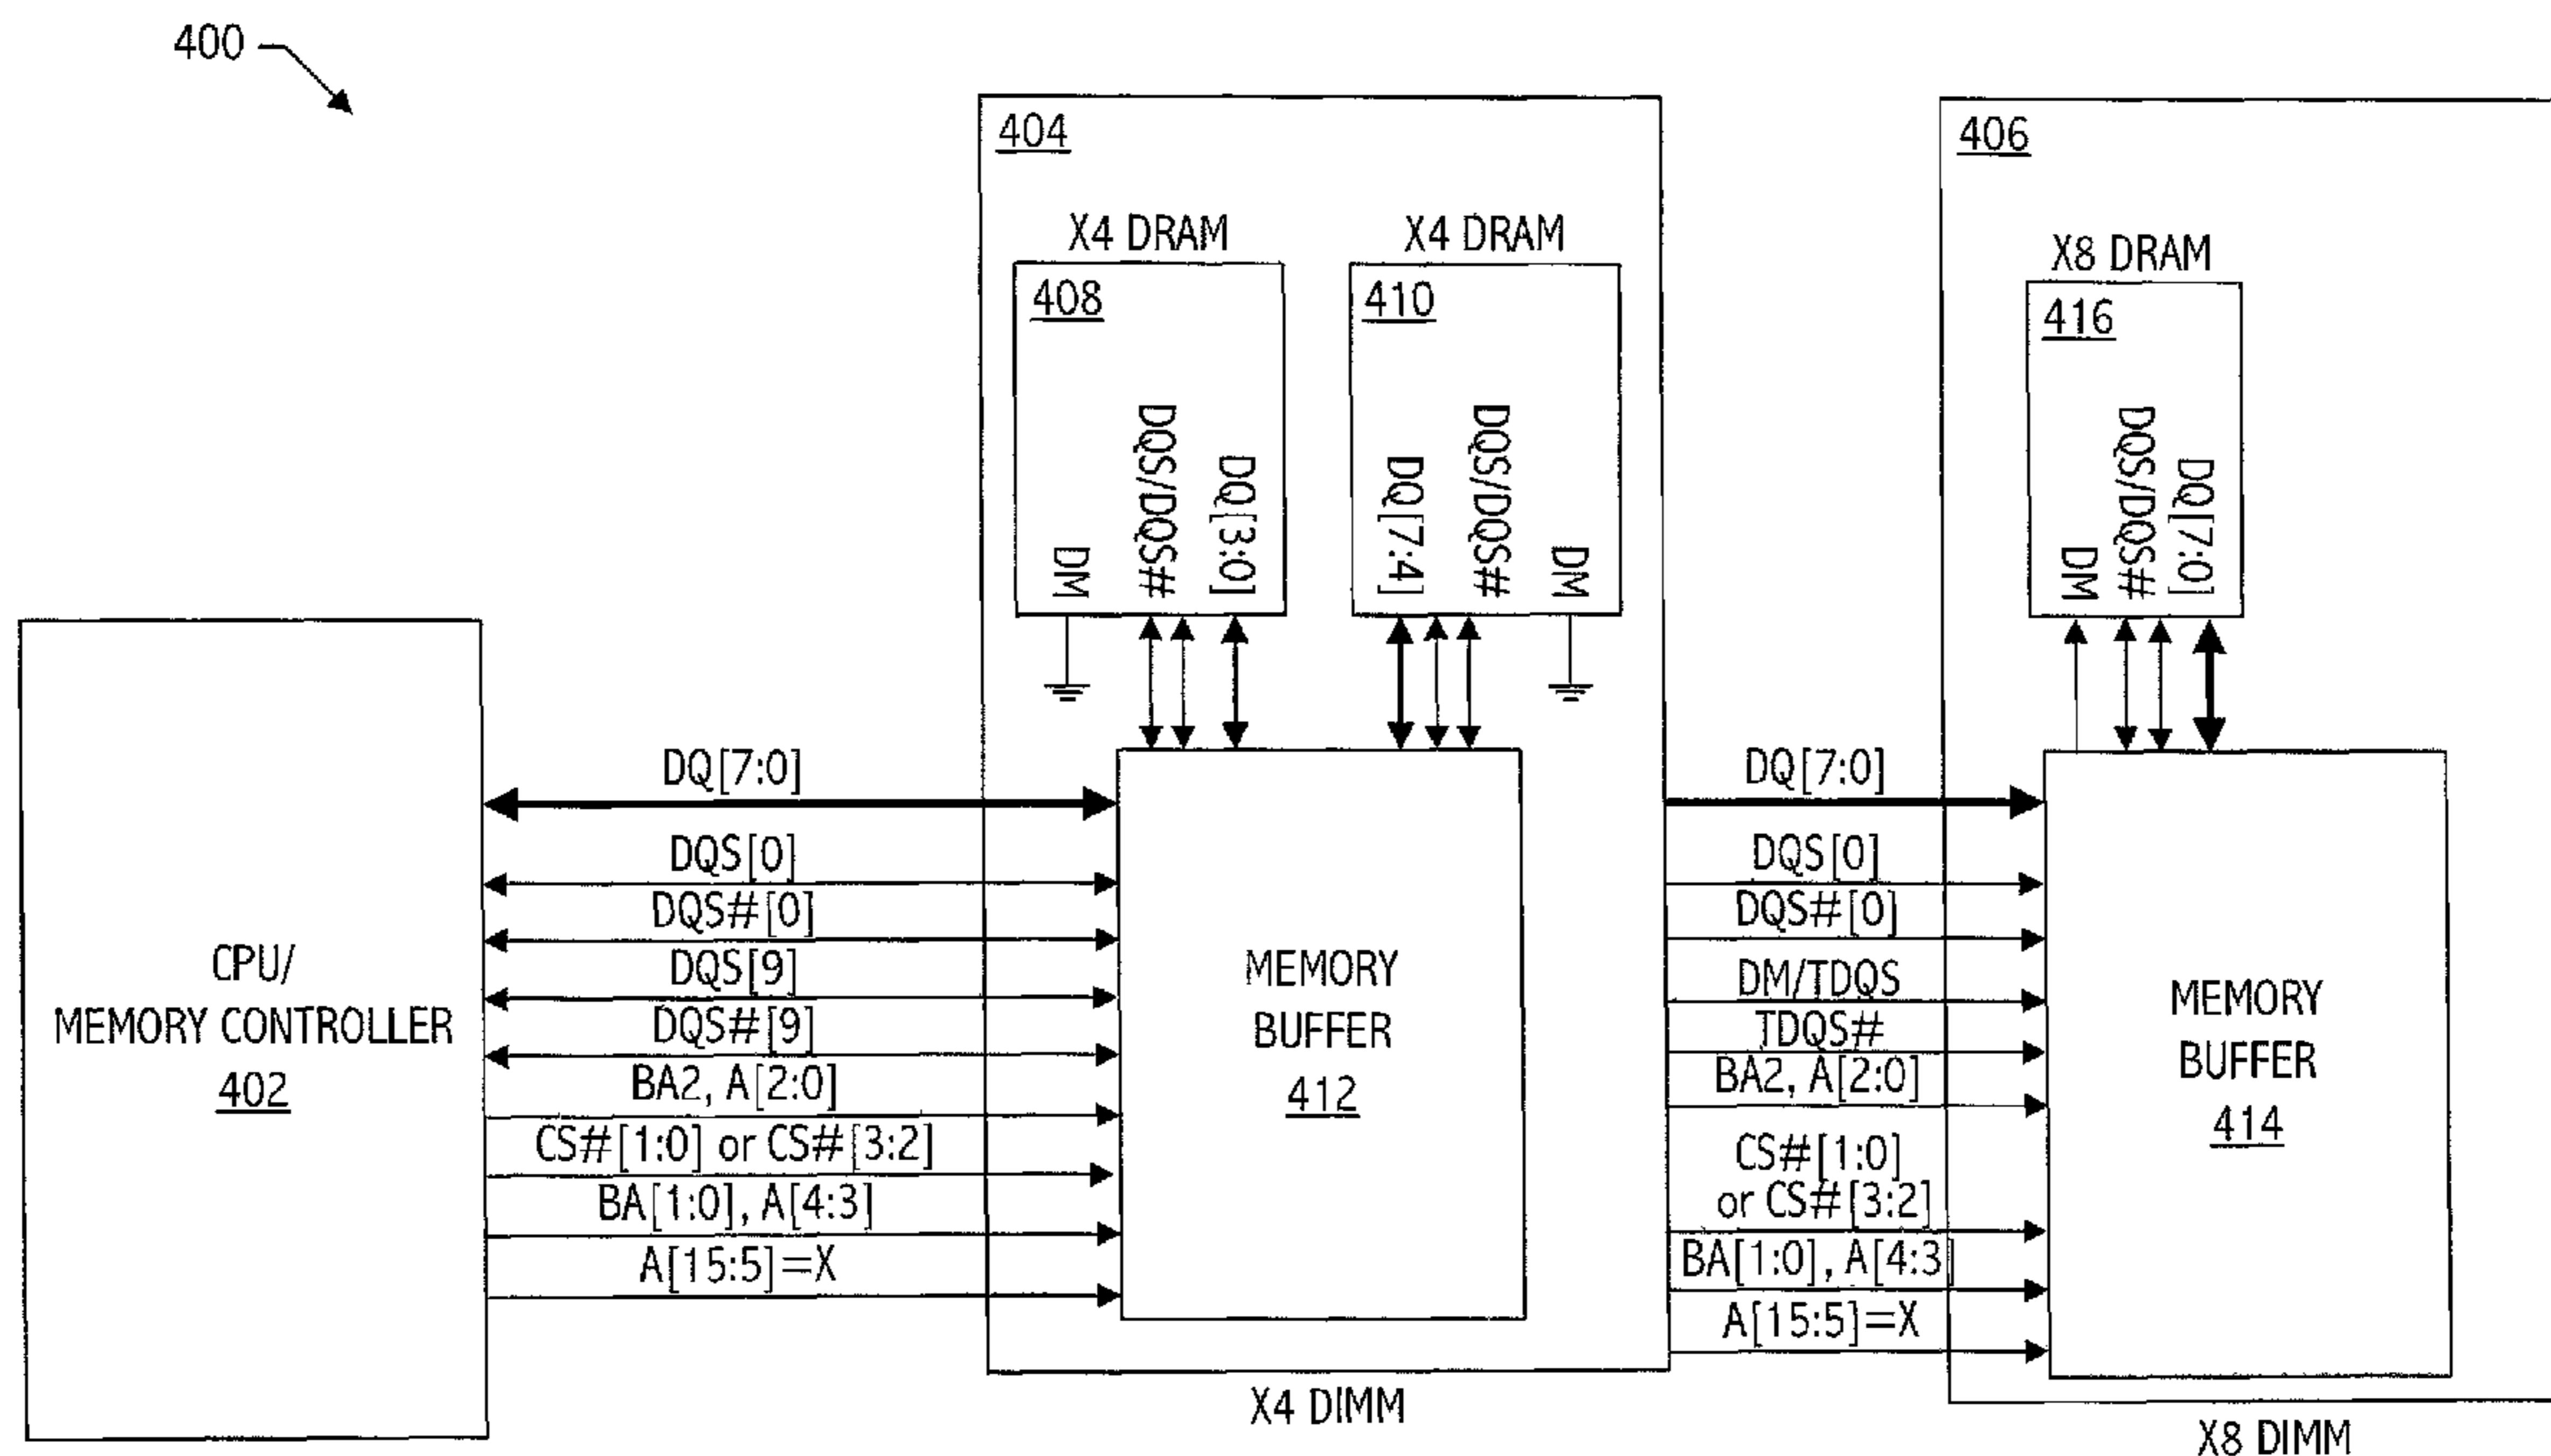 400
404
406
X4 DRAM
X4 DRAM
X8 DRAM
408
410
416
DM
DQS/DQS#
DQ[3:0]
DQ[7:4]
DQS/DQS#
DM
DM
DQS/DQS#
DQ[7:0]
CPU/
MEMORY CONTROLLER
402
DQ[7:0]
DQS[0]
DQS#[0]
DQS[9]
DQS#[9]
BA2, A[2:0]
CS#[1:0] or CS#[3:2]
BA[1:0], A[4:3]
A[15:5]=X
MEMORY
BUFFER
412
X4 DIMM
DQ[7:0]
DQS[0]
DQS#[0]
DM/TDQS
TDQS#
BA2, A[2:0]
CS#[1:0]
or CS#[3:2]
BA[1:0], A[4:3]
A[15:5]=X
MEMORY
BUFFER
414
X8 DIMM